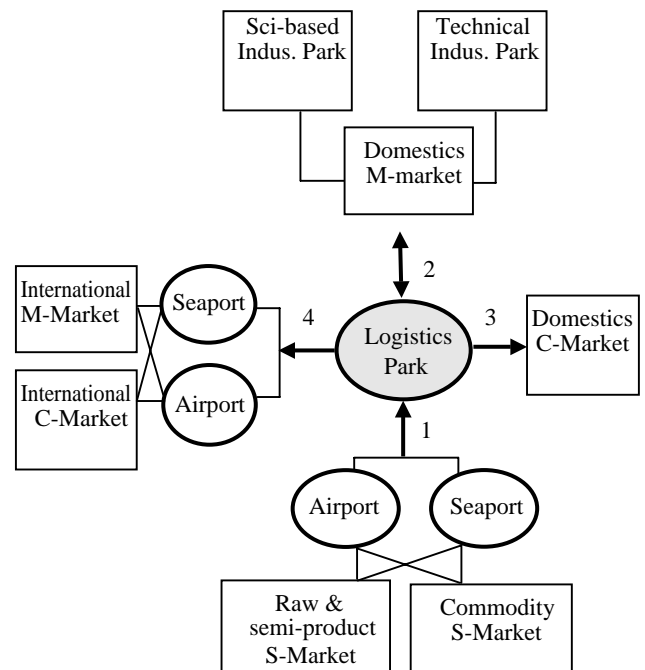 Sci-based
Indus. Park
Technical
Indus. Park
Domestics
M-market
2
International
M-Market
Seaport
4
Logistics
Park
3
Domestics
C-Market
International
C-Market
Airport
1
Airport
Seaport
Raw &
semi-product
S-Market
Commodity
S-Market